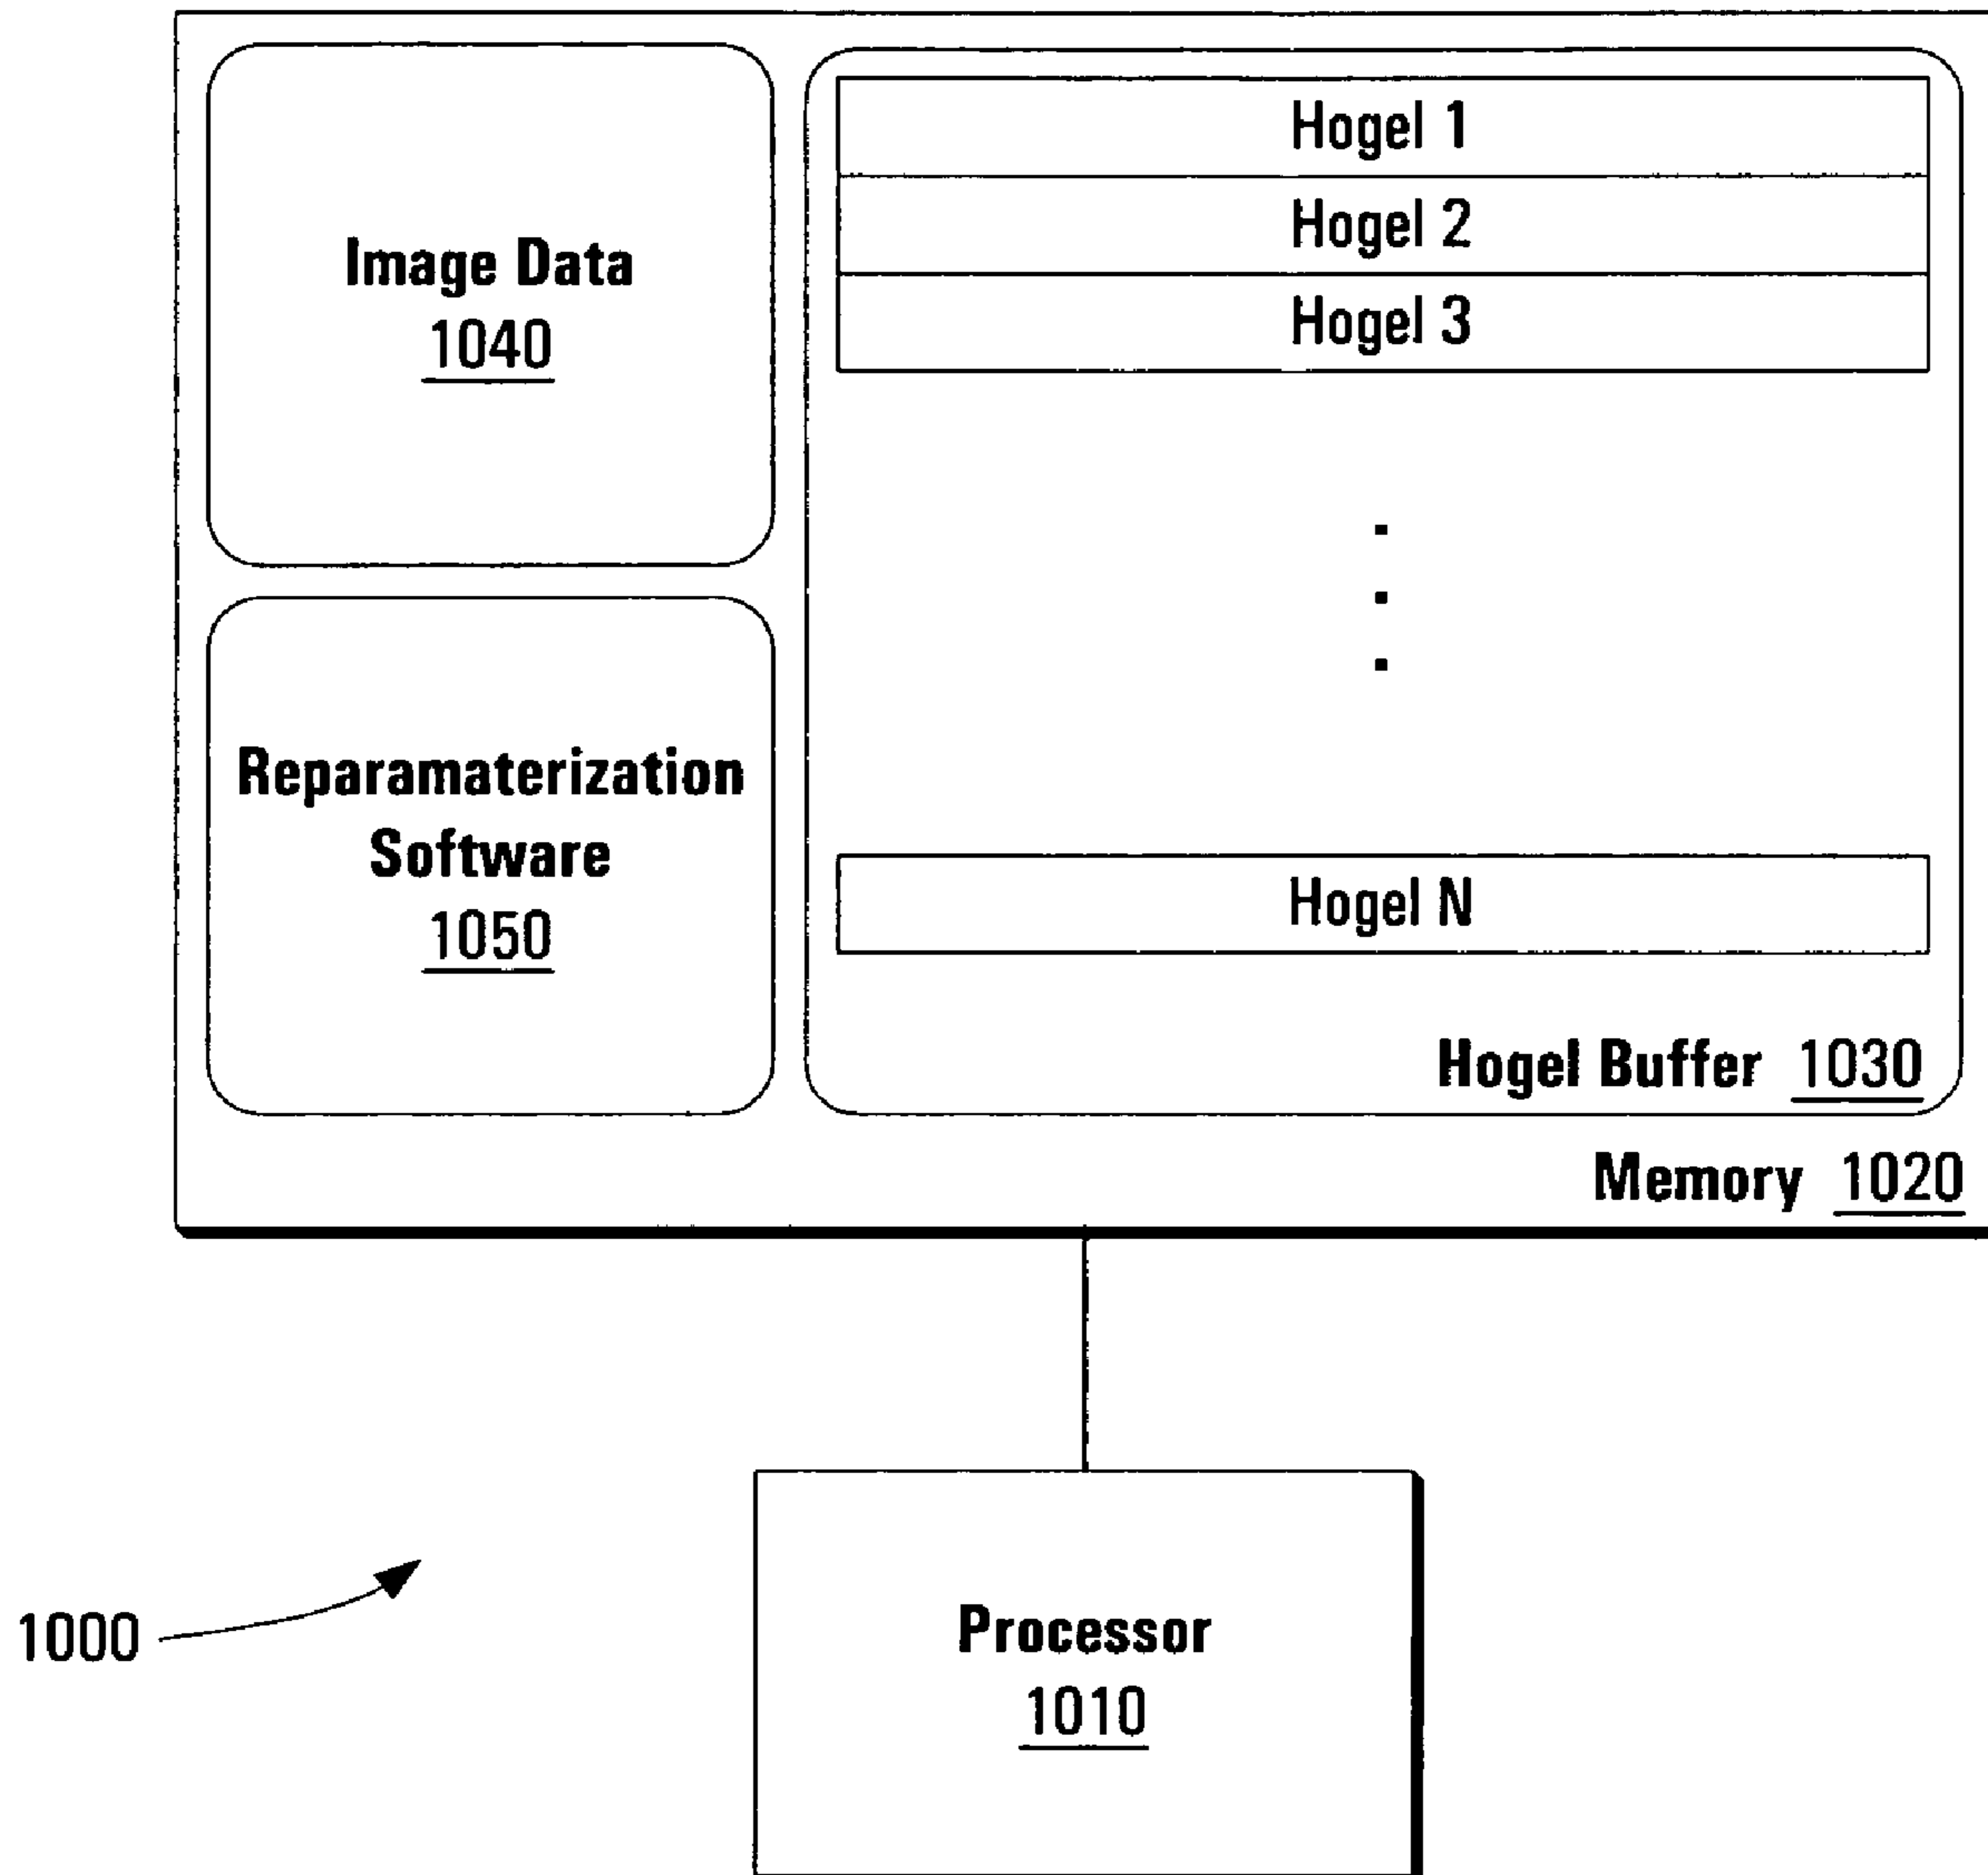 Image Data
1040
Reparamaterization
Software
1050
Hogel 1
Hogel 2
Hogel 3
Hogel N
Hogel Buffer 1030
Memory 1020
1000
Processor
1010